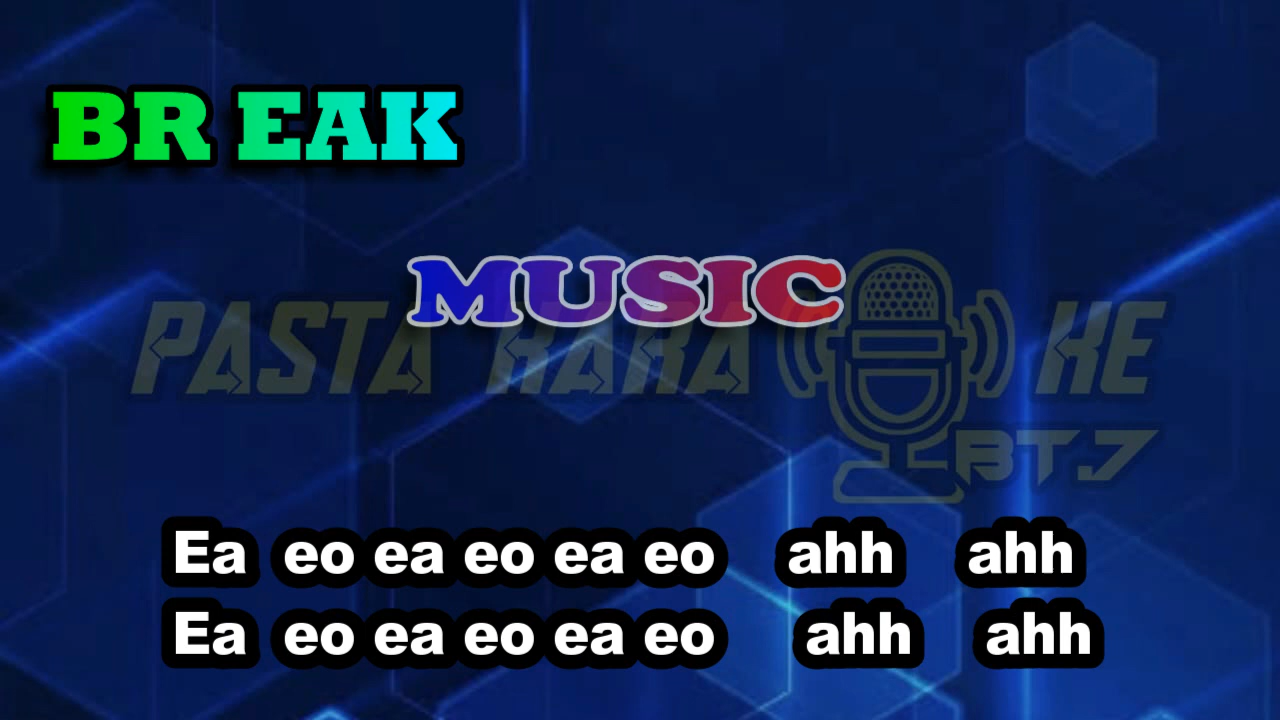 BR EAK
MUSIC
PASTA KARA KE
BTJ
Ea eo ea eo ea eo ahh ahh
Ea eo ea eo ea eo ahh ahh